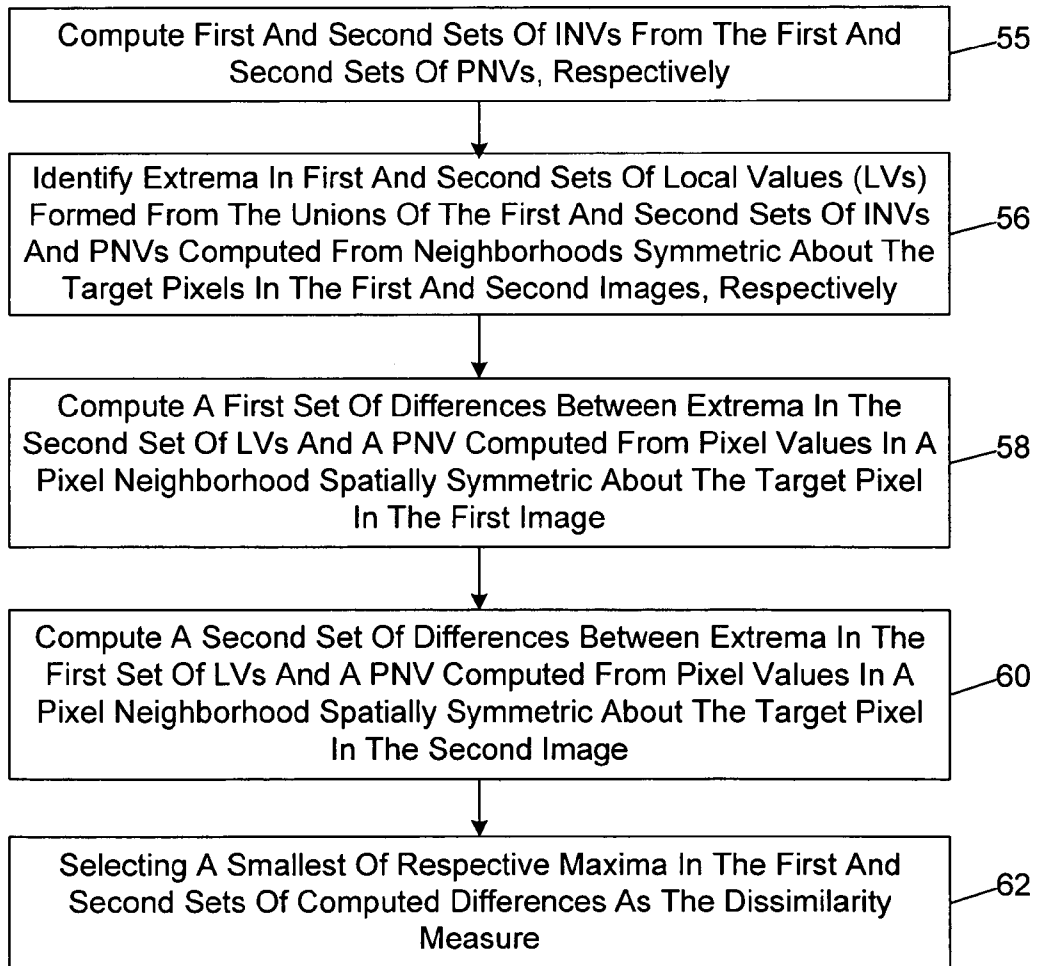 Compute First And Second Sets Of INVs From The First And
Second Sets Of PNVs, Respectively
55
Identify Extrema In First And Second Sets Of Local Values (LVs)
Formed From The Unions Of The First And Second Sets Of INVs
And PNVs Computed From Neighborhoods Symmetric About The
Target Pixels In The First And Second Images, Respectively
56
Compute A First Set Of Differences Between Extrema In The
Second Set Of LVs And A PNV Computed From Pixel Values In A
Pixel Neighborhood Spatially Symmetric About The Target Pixel
In The First Image
58
Compute A Second Set Of Differences Between Extrema In The
First Set Of LVs And A PNV Computed From Pixel Values In A
Pixel Neighborhood Spatially Symmetric About The Target Pixel
In The Second Image
60
Selecting A Smallest Of Respective Maxima In The First And
Second Sets Of Computed Differences As The Dissimilarity
Measure
62